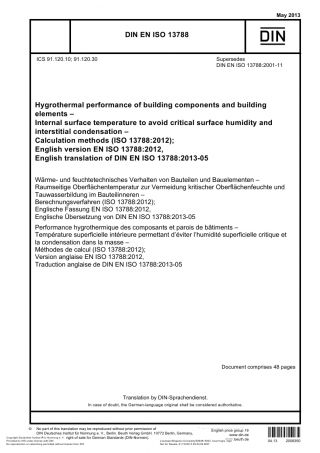 May 2013
DIN EN ISO 13788
DIN
ICS 91.120.10; 91.120.30
Supersedes
DIN EN ISO 13788:2001-11
Hygrothermal performance of building components and building
elements –
Internal surface temperature to avoid critical surface humidity and
interstitial condensation –
Calculation methods (ISO 13788:2012);
English version EN ISO 13788:2012,
English translation of DIN EN ISO 13788:2013-05
Wärme- und feuchtetechnisches Verhalten von Bauteilen und Bauelementen –
Raumseitige Oberflächentemperatur zur Vermeidung kritischer Oberflächenfeuchte und
Tauwasserbildung im Bauteilinneren –
Berechnungsverfahren (ISO 13788:2012);
Englische Fassung EN ISO 13788:2012,
Englische Übersetzung von DIN EN ISO 13788:2013-05
Performance hygrothermique des composants et parois de bâtiments –
Température superficielle intérieure permettant d'éviter l'humidité superficielle critique et
la condensation dans la masse –
Méthodes de calcul (ISO 13788:2012);
Version anglaise EN ISO 13788:2012,
Traduction anglaise de DIN EN ISO 13788:2013-05
Document comprises 48 pages
Translation by DIN-Sprachendienst.
In case of doubt, the German-language original shall be considered authoritative.
No part of this translation may be reproduced without prior permission of
DIN Deutsches Institut für Normung e. V., Berlin. Beuth Verlag GmbH, 10772 Berlin, Germany,
right of sale for German Standards (DIN-Normen).
English price group 19
www.din.de
www.beuth.de